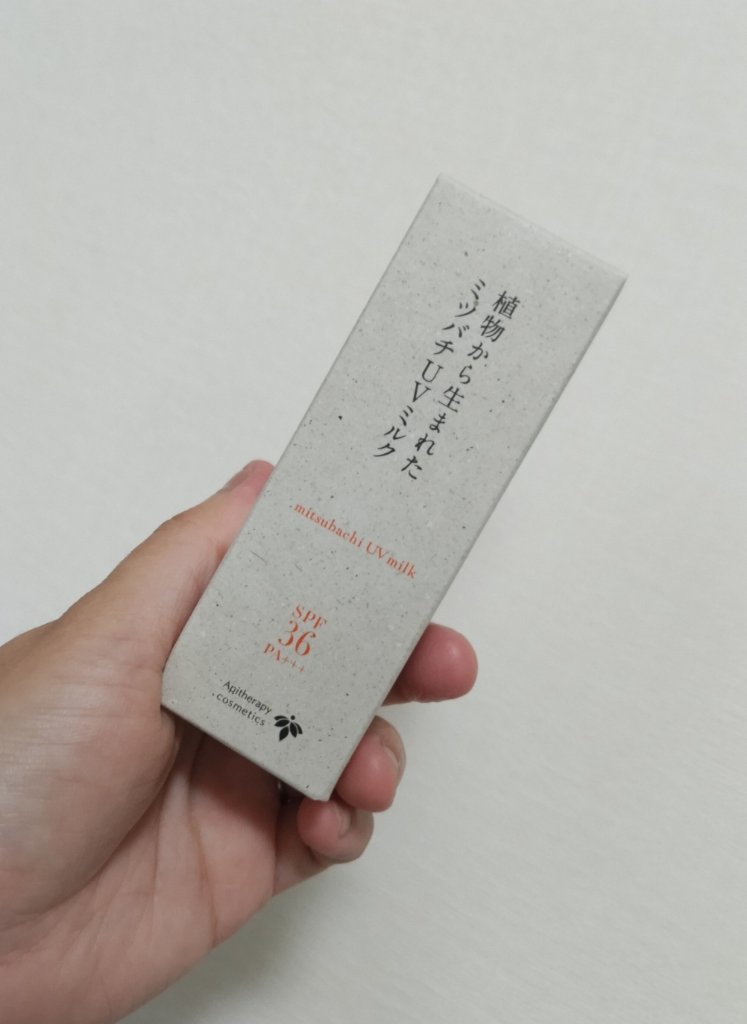 植物から生まれた
ミツバチUVミルク
mitsubachi UV milk
SPF
36
PA+++
Apitherapy
cosmetics